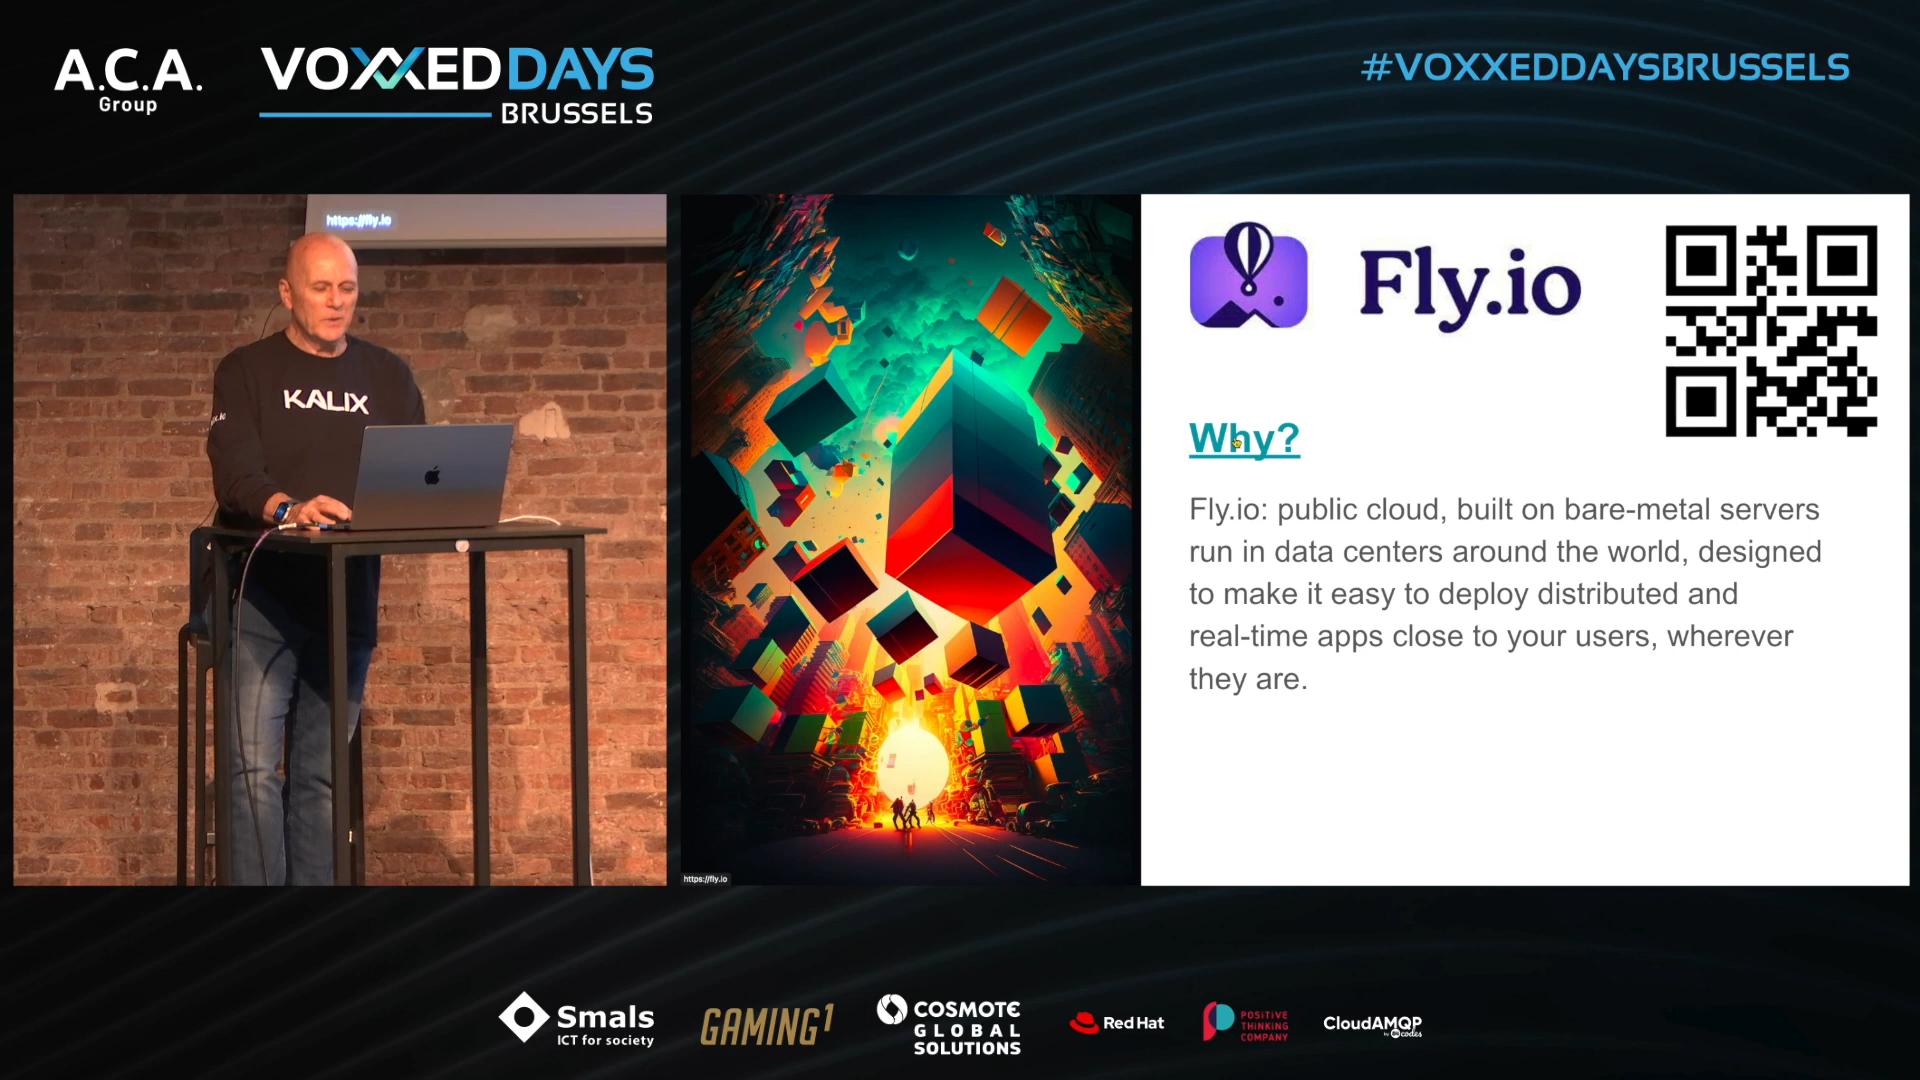 A.C.A.
Group
VOXXEDDAYS
BRUSSELS
#VOXXEDDAYSBRUSSELS
https://fly.io
KALIX
https://fly.io
Fly.io
Why?
Fly.io: public cloud, built on bare-metal servers
run in data centers around the world, designed
to make it easy to deploy distributed and
real-time apps close to your users, wherever
they are.
Smals
ICT for society
GAMING1
COSMOTE
GLOBAL
SOLUTIONS
Red Hat
POSITIVE
THINKING
COMPANY
CloudAMQP